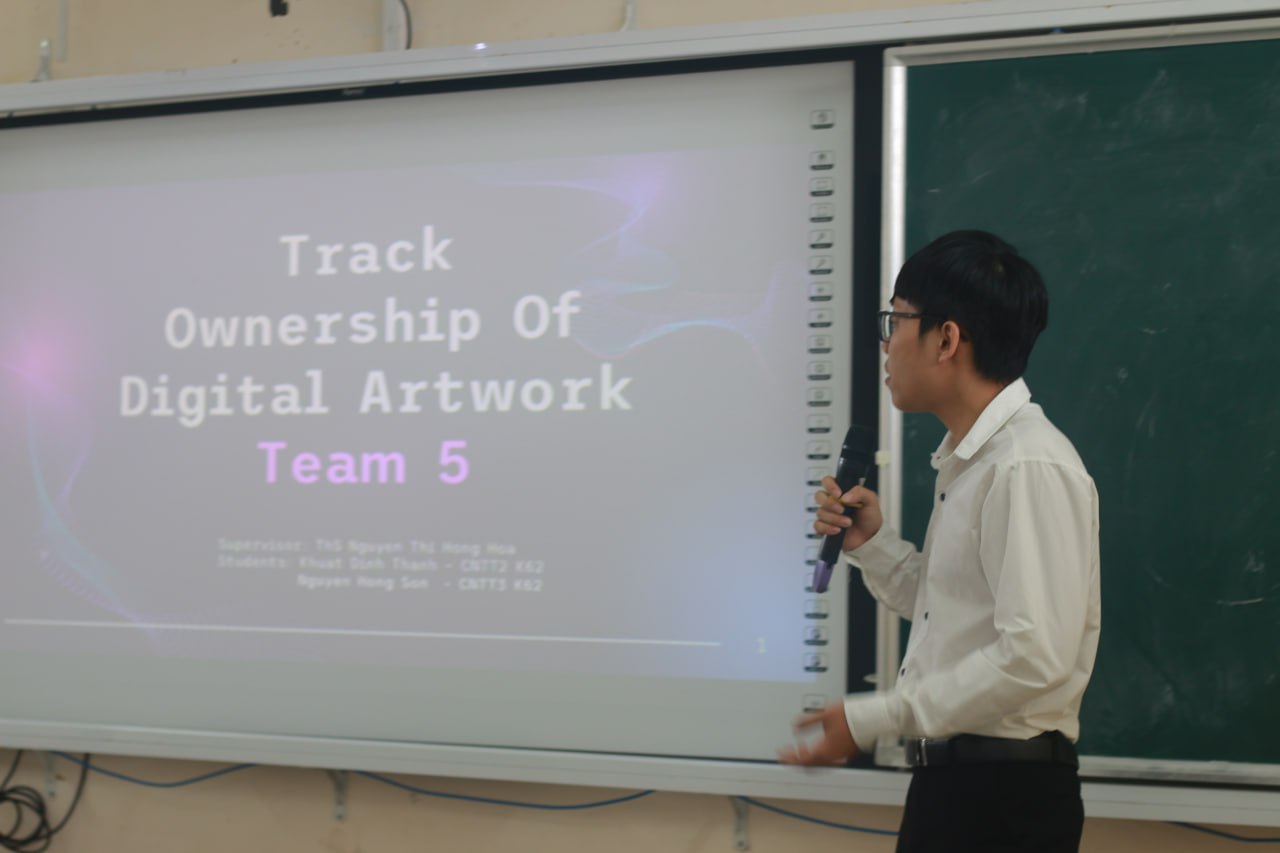 Track
Ownership Of
Digital Artwork
Team 5
Supervisor: ThS Nguyen Thi Hong Hoa
Students: Khuat Dinh Thanh - CNTT2 K62
Nguyen Hong Son - CNTT3 K62
1